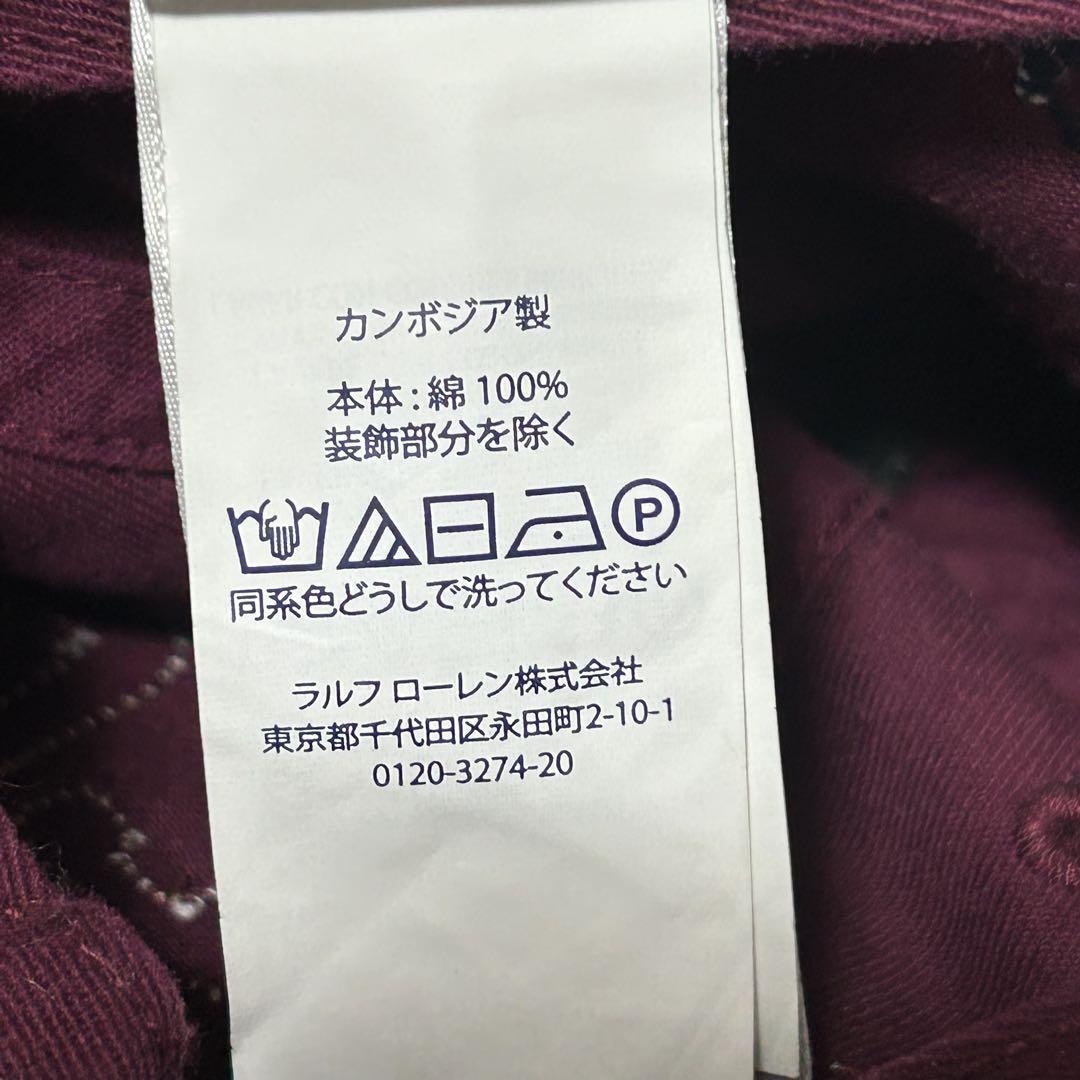 カンボジア製
本体 : 綿 100%
装飾部分を除く
P
同系色どうしで洗ってください
ラルフ ローレン株式会社
東京都千代田区永田町2-10-1
0120-3274-20